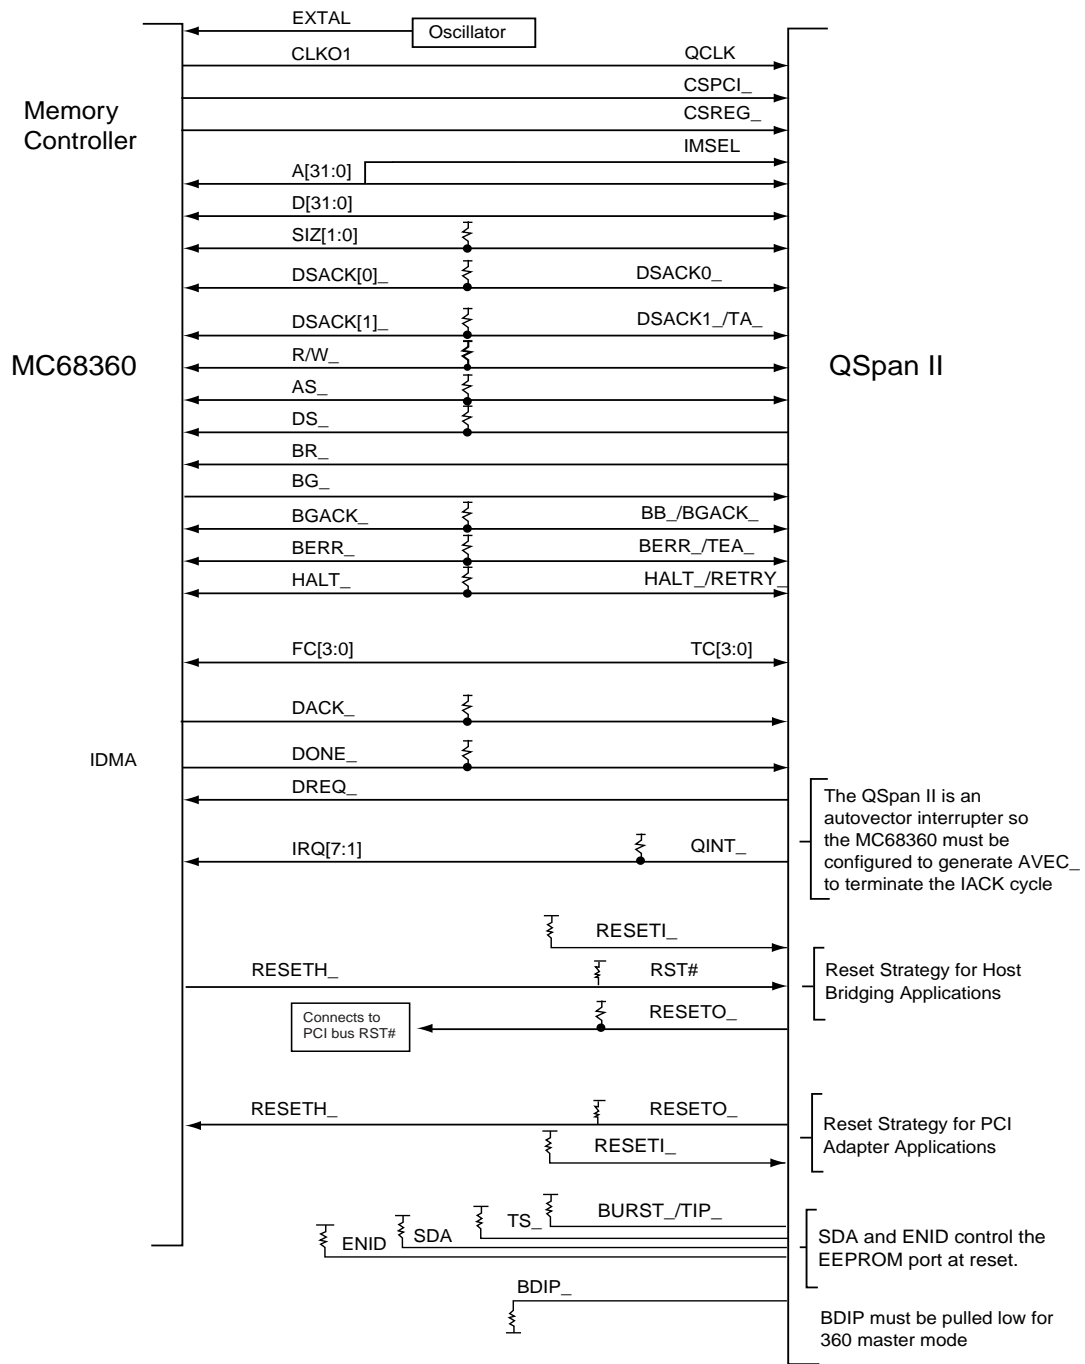 EXTAL
Oscillator
CLKO1 QCLK
CSPCI_
Memory
Controller
CSREG_
IMSEL
A[31:0]
D[31:0]
SIZ[1:0]
DSACK[0]_ DSACK0_
DSACK[1]_ DSACK1_/TA_
MC68360
R/W_
QSpan II
AS_
DS_
BR_
BG_
BGACK_ BB_/BGACK_
BERR_ BERR_/TEA_
HALT_ HALT_/RETRY_
FC[3:0] TC[3:0]
DACK_
IDMA
DONE_
DREQ_
The QSpan II is an
autovector interrupter so
the MC68360 must be
configured to generate AVEC_
to terminate the IACK cycle
IRQ[7:1] QINT_
RESETI_
RESETH_ RST#
Reset Strategy for Host
Bridging Applications
Connects to
PCI bus RST#
RESETO_
RESETH_ RESETO_
Reset Strategy for PCI
Adapter Applications
RESETI_
BURST_/TIP_
TS_
SDA
ENID
SDA and ENID control the
EEPROM port at reset.
BDIP_
BDIP must be pulled low for
360 master mode